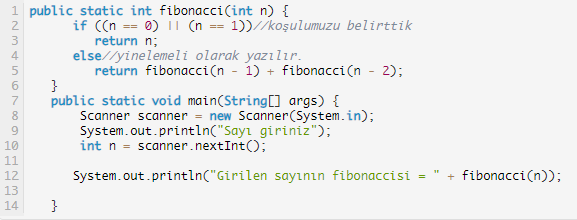 1 public static int fibonacci(int n) {
2 if ((n == 0) || (n == 1))//koşulumuzu belirttik
3 return n;
4 else//yinelemeli olarak yazılır.
5 return fibonacci(n - 1) + fibonacci(n - 2);
6 }
7 public static void main(String[] args) {
8 Scanner scanner = new Scanner(System.in);
9 System.out.println("Sayı giriniz");
10 int n = scanner.nextInt();
11
12 System.out.println("Girilen sayının fibonaccisi = " + fibonacci(n));
13
14 }